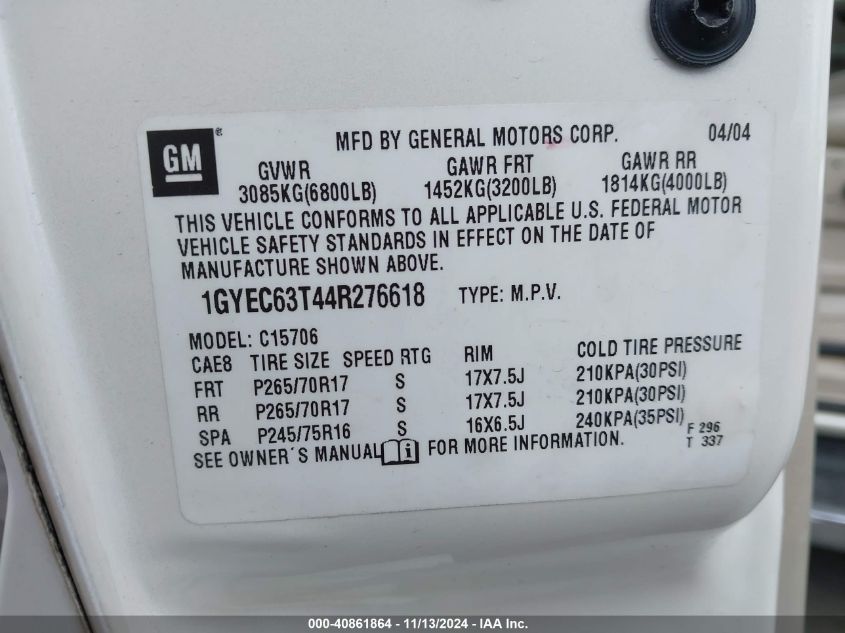 GM®
MFD BY GENERAL MOTORS CORP. 04/04
GVWR GAWR FRT GAWR RR
3085KG(6800LB) 1452KG(3200LB) 1814KG(4000LB)
THIS VEHICLE CONFORMS TO ALL APPLICABLE U.S. FEDERAL MOTOR
VEHICLE SAFETY STANDARDS IN EFFECT ON THE DATE OF
MANUFACTURE SHOWN ABOVE.
1GYEC63T44R276618 TYPE: M.P.V.
MODEL: C15706
CAE8 TIRE SIZE SPEED RTG RIM COLD TIRE PRESSURE
FRT P265/70R17 S 17X7.5J 210KPA(30PSI)
RR P265/70R17 S 17X7.5J 210KPA(30PSI)
SPA P245/75R16 S 16X6.5J 240KPA(35PSI) F 296
SEE OWNER'S MANUAL i FOR MORE INFORMATION. T 337
000-40861864 - 11/13/2024 - IAA Inc.